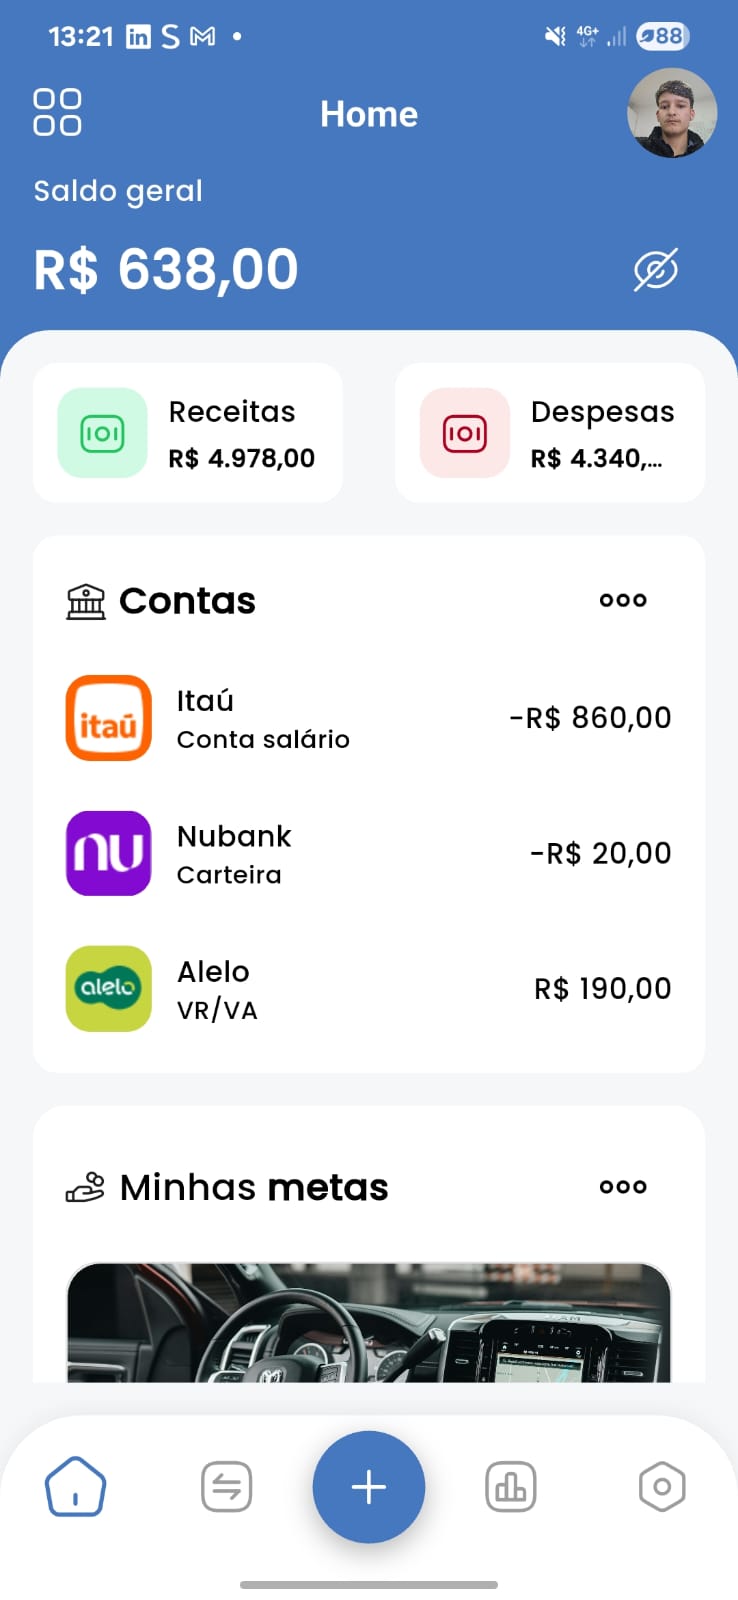 13:21
4G+
88
Home
Saldo geral
R$ 638,00
Receitas
R$ 4.978,00
Despesas
R$ 4.340,...
Contas
itaú
Itaú
Conta salário
-R$ 860,00
nu
Nubank
Carteira
-R$ 20,00
alelo
Alelo
VR/VA
R$ 190,00
Minhas metas